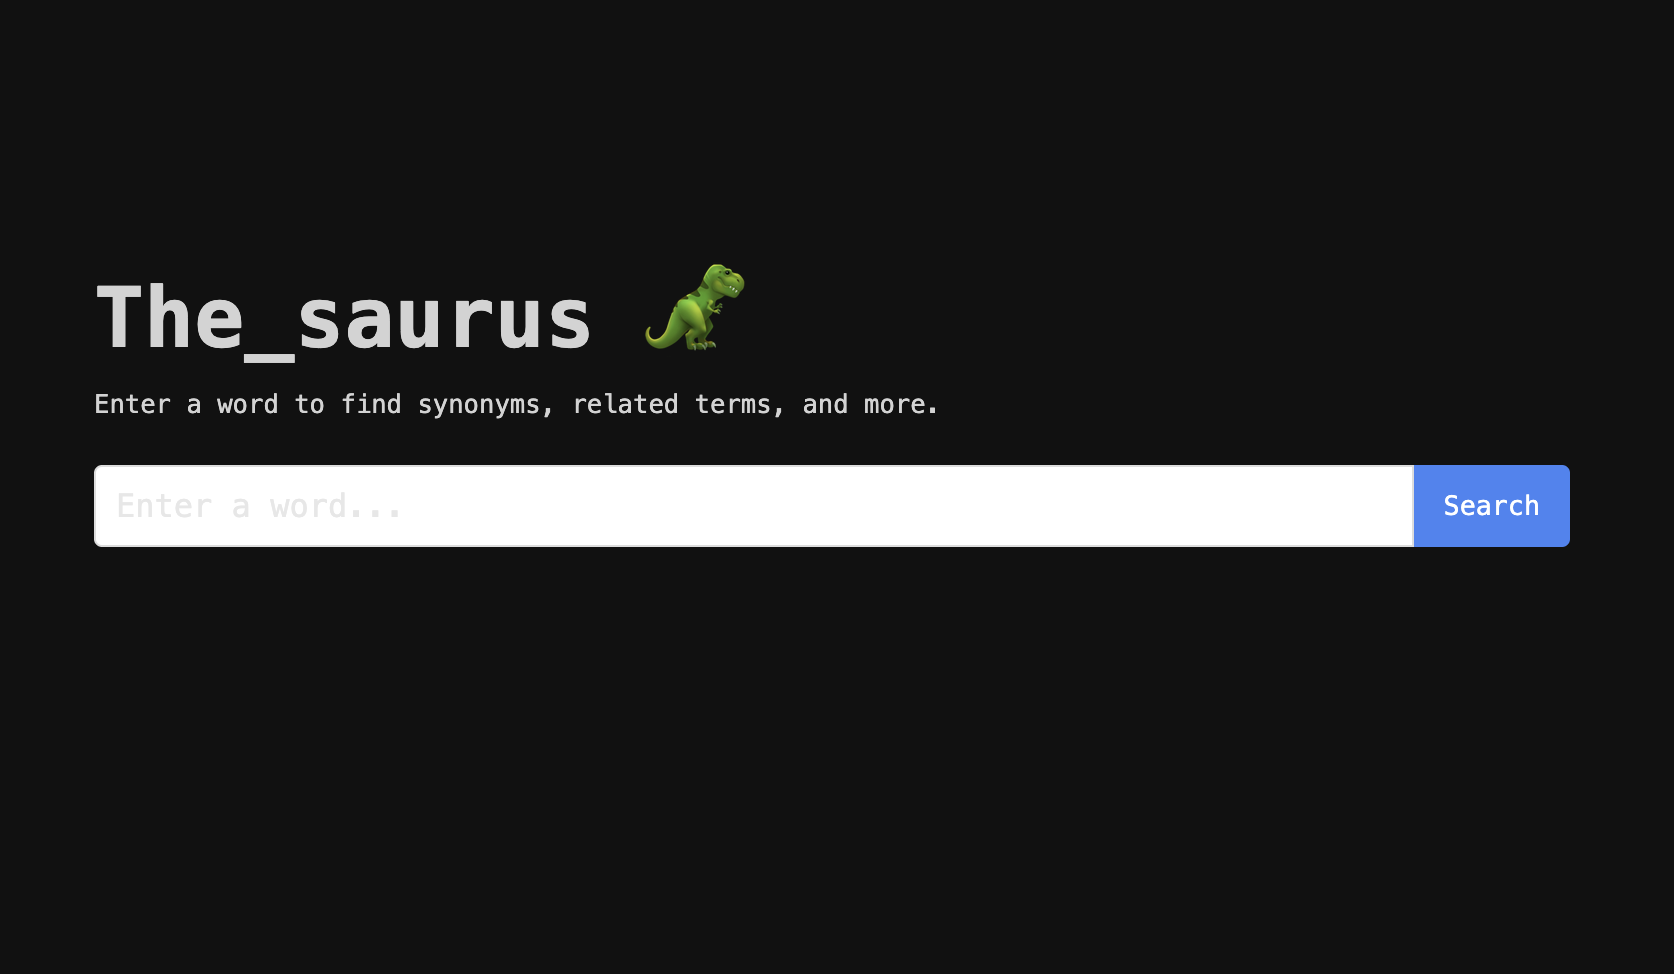 The_saurus 🦖
Enter a word to find synonyms, related terms, and more.
Enter a word...
Search